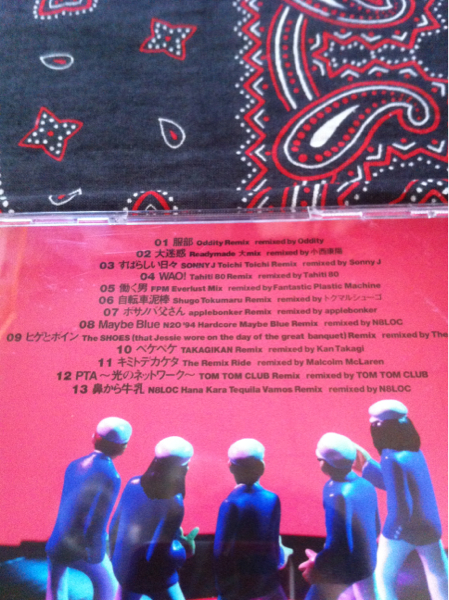 01 服部 Oddity Remix remixed by Oddity
02 大迷惑 Readymade 大mix remixed by 小西康陽
03 すばらしい日々 SONNY J Toichi Toichi Remix remixed by Sonny J
04 WAO! Tahiti 80 Remix remixed by Tahiti 80
05 働く男 FPM Everlust Mix remixed by Fantastic Plastic Machine
06 自転車泥棒 Shugo Tokumaru Remix remixed by トクマルシューゴ
07 ボサノバ父さん applebonker Remix remixed by applebonker
08 Maybe Blue N2O '94 Hardcore Maybe Blue Remix remixed by N8LOC
09 ヒゲとボイン The SHOES (that Jessie wore on the day of the great banquet) Remix remixed by The
10 ペケペケ TAKAGIKAN Remix remixed by Kan Takagi
11 キミトデカケタ The Remix Ride remixed by Malcolm McLaren
12 PTA～光のネットワーク～ TOM TOM CLUB Remix remixed by TOM TOM CLUB
13 鼻から牛乳 N8LOC Hana Kara Tequila Vamos Remix remixed by N8LOC